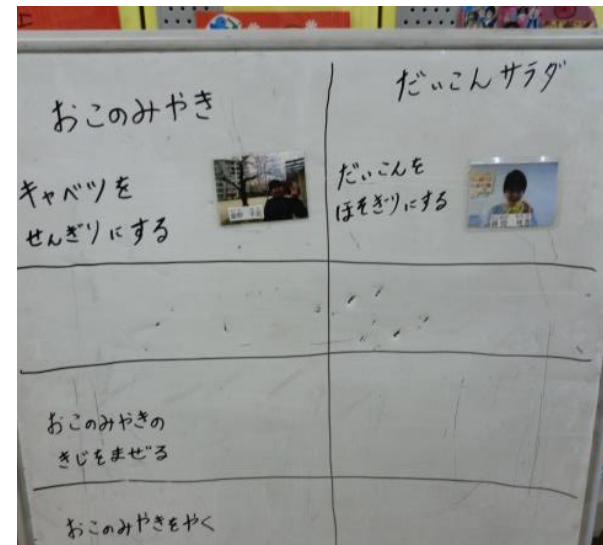 おこのみやき
だいこんサラダ
キャベツを
せんぎりにする
だいこんを
ほそぎりにする
おこのみやきの
きじをまぜる
おこのみやきをやく